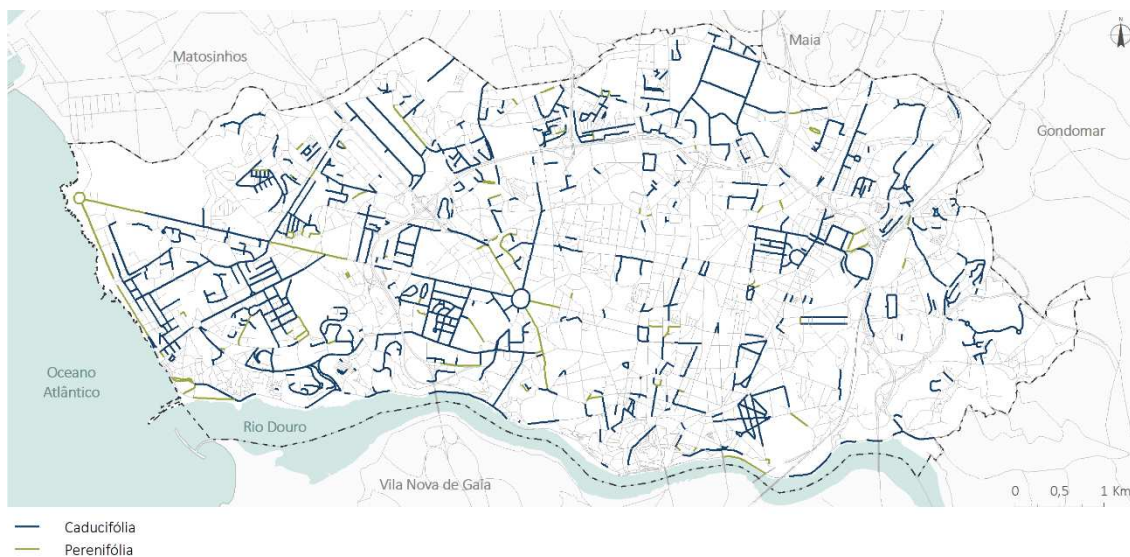 Matosinhos
Maia
N
Gondomar
Oceano
Atlântico
Rio Douro
Vila Nova de Gaia
0 0,5 1 Km
Caducifólia
Perenifólia